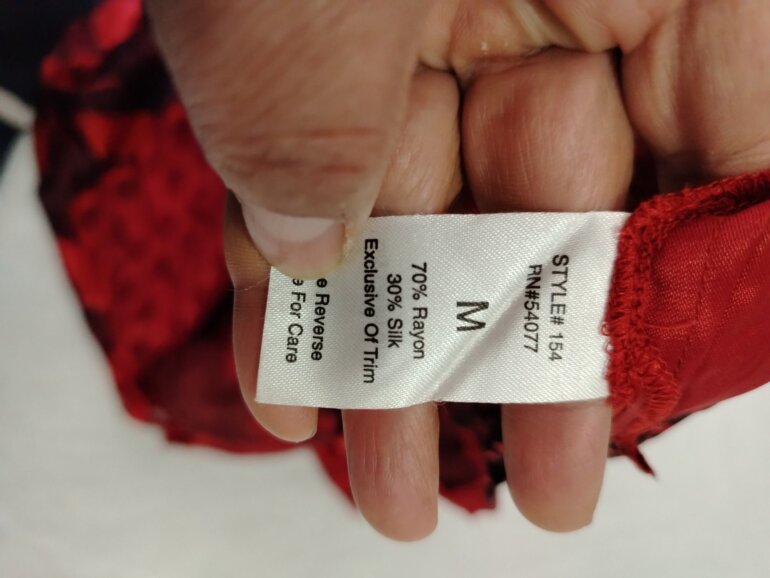 STYLE# 154
RN#54077
M
70% Rayon
30% Silk
Exclusive Of Trim
Reverse
For Care